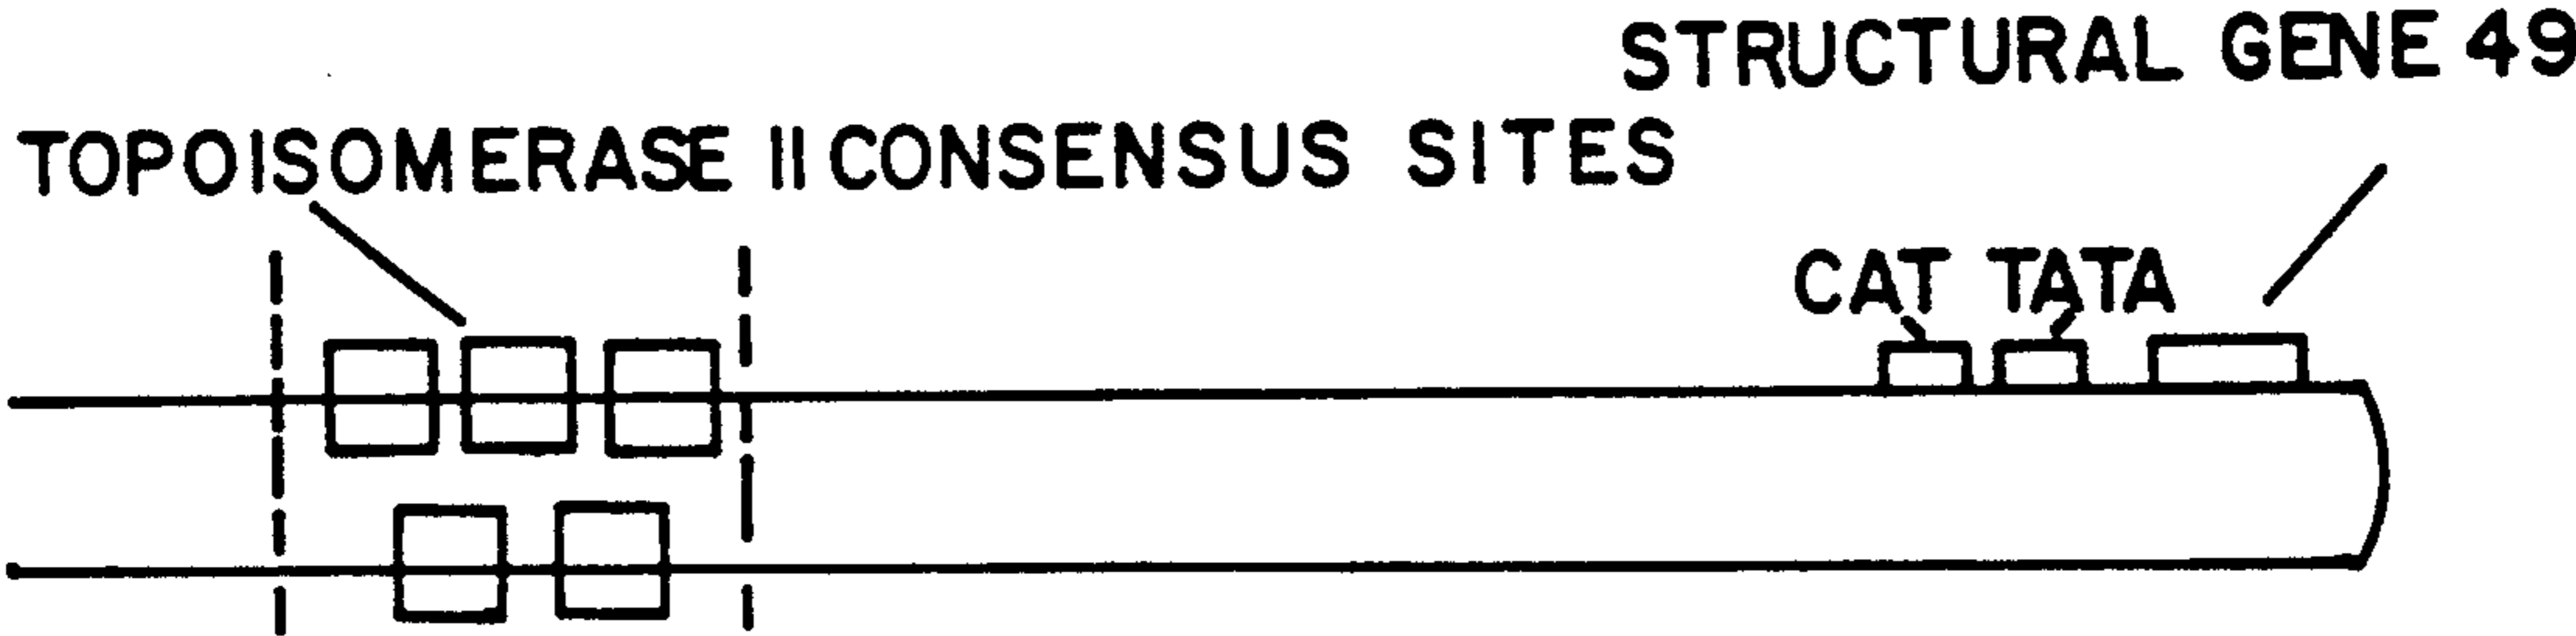 STRUCTURAL GENE 49
TOPOISOMERASE II CONSENSUS SITES
CAT TATA